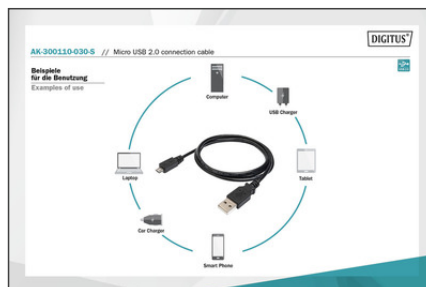 DIGITUS®
AK-300110-030-S // Micro USB 2.0 connection cable
Beispiele
für die Benutzung
Examples of use
Computer
USB Charger
Laptop
Tablet
Car Charger
Smart Phone